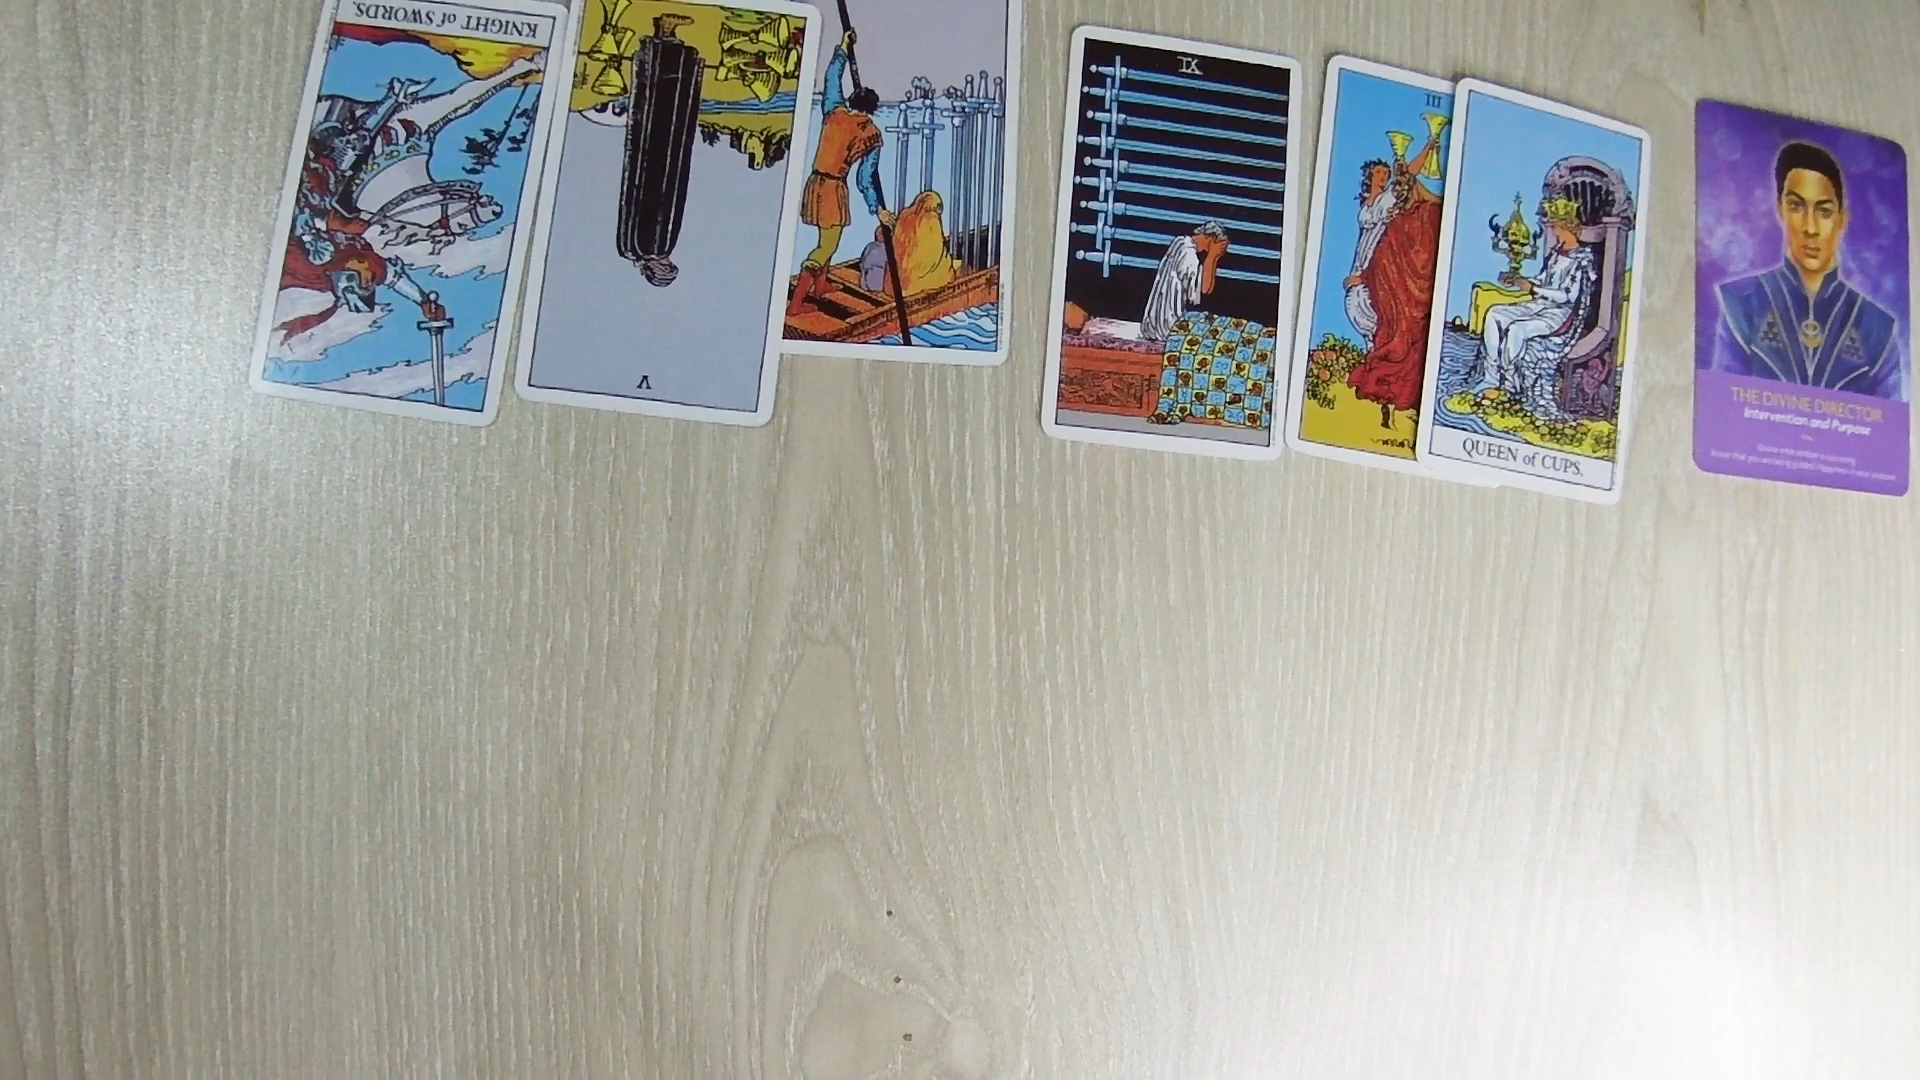 KNIGHT of SWORDS.
V
IX
III
QUEEN of CUPS.
THE DIVINE DIRECTOR
Intervention and Purpose